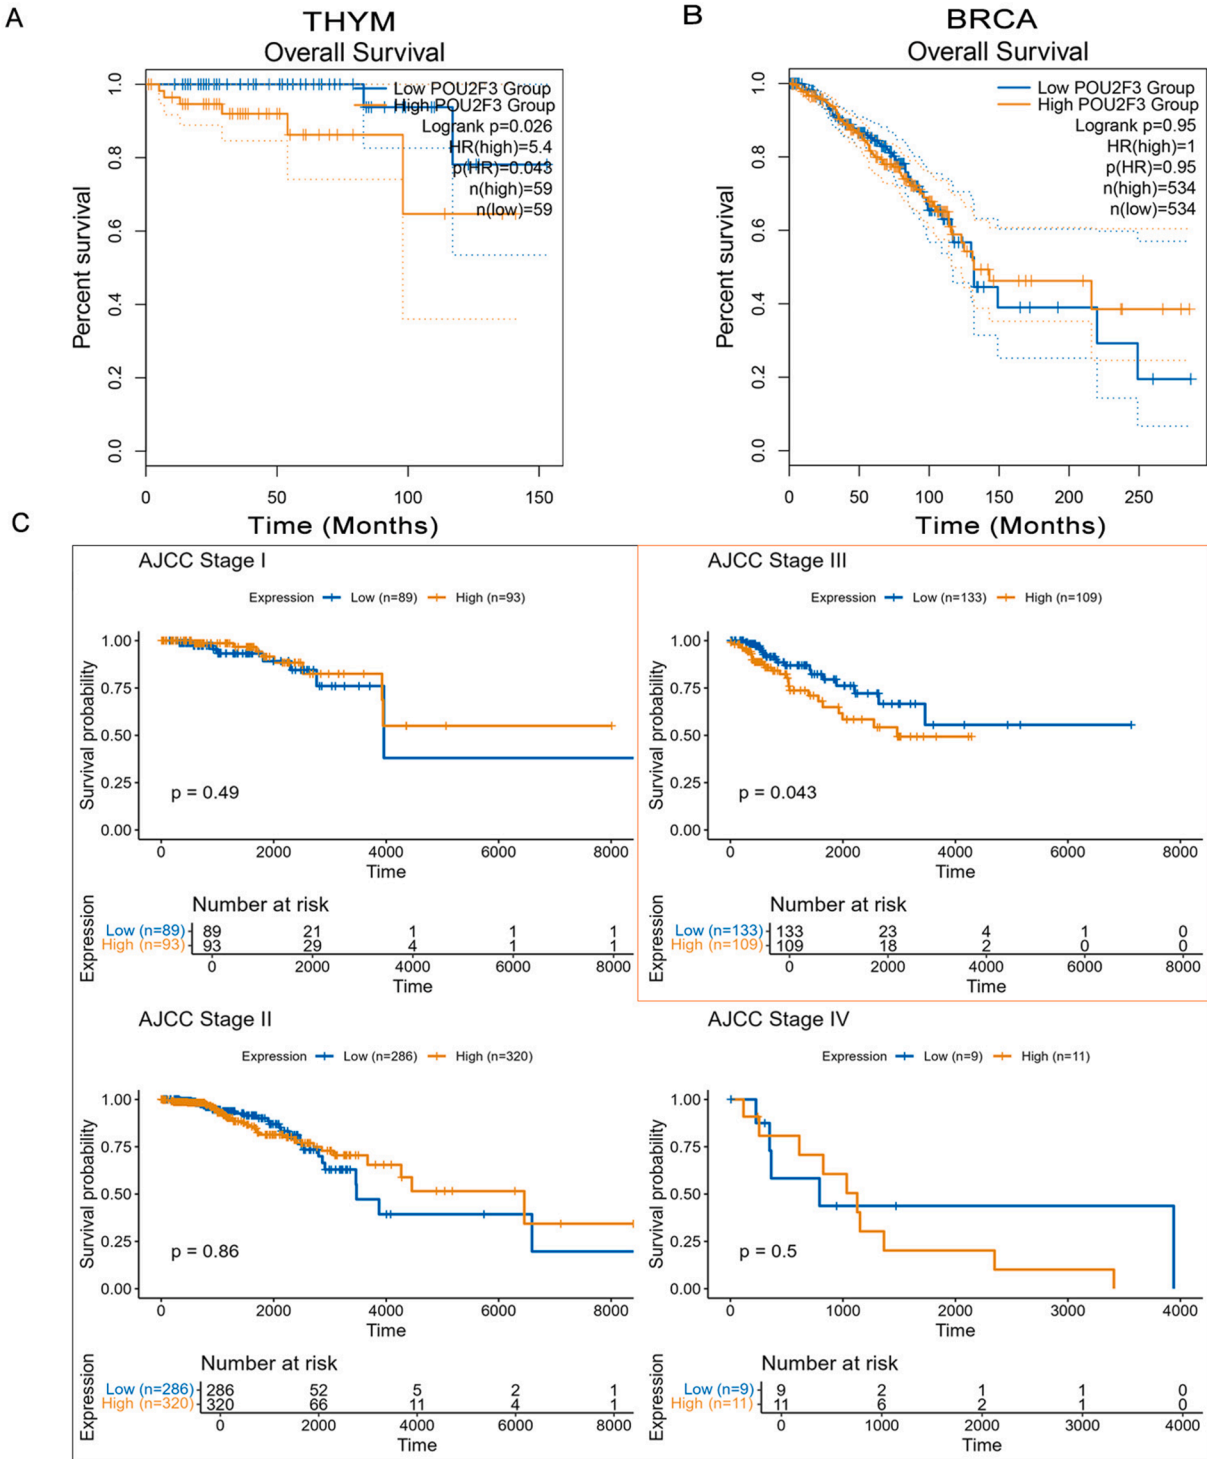 A
THYM
Overall Survival
Low POU2F3 Group
High POU2F3 Group
Logrank p=0.026
HR(high)=5.4
p(HR)=0.043
n(high)=59
n(low)=59
Percent survival
1.0
0.8
0.6
0.4
0.2
0.0
0 50 100 150
Time (Months)
B
BRCA
Overall Survival
Low POU2F3 Group
High POU2F3 Group
Logrank p=0.95
HR(high)=1
p(HR)=0.95
n(high)=534
n(low)=534
Percent survival
1.0
0.8
0.6
0.4
0.2
0.0
0 50 100 150 200 250
Time (Months)
C
AJCC Stage I
Expression Low (n=89) High (n=93)
Survival probability
1.00
0.75
0.50
0.25
0.00
p = 0.49
0 2000 4000 6000 8000
Time
Number at risk
Expression
Low (n=89) 89 21 1 1 1
High (n=93) 93 29 4 1 1
0 2000 4000 6000 8000
Time
AJCC Stage III
Expression Low (n=133) High (n=109)
Survival probability
1.00
0.75
0.50
0.25
0.00
p = 0.043
0 2000 4000 6000 8000
Time
Number at risk
Expression
Low (n=133) 133 23 4 1 0
High (n=109) 109 18 2 0 0
0 2000 4000 6000 8000
Time
AJCC Stage II
Expression Low (n=286) High (n=320)
Survival probability
1.00
0.75
0.50
0.25
0.00
p = 0.86
0 2000 4000 6000 8000
Time
Number at risk
Expression
Low (n=286) 286 52 5 2 1
High (n=320) 320 66 11 4 1
0 2000 4000 6000 8000
Time
AJCC Stage IV
Expression Low (n=9) High (n=11)
Survival probability
1.00
0.75
0.50
0.25
0.00
p = 0.5
0 1000 2000 3000 4000
Time
Number at risk
Expression
Low (n=9) 9 2 1 1 0
High (n=11) 11 6 2 1 0
0 1000 2000 3000 4000
Time